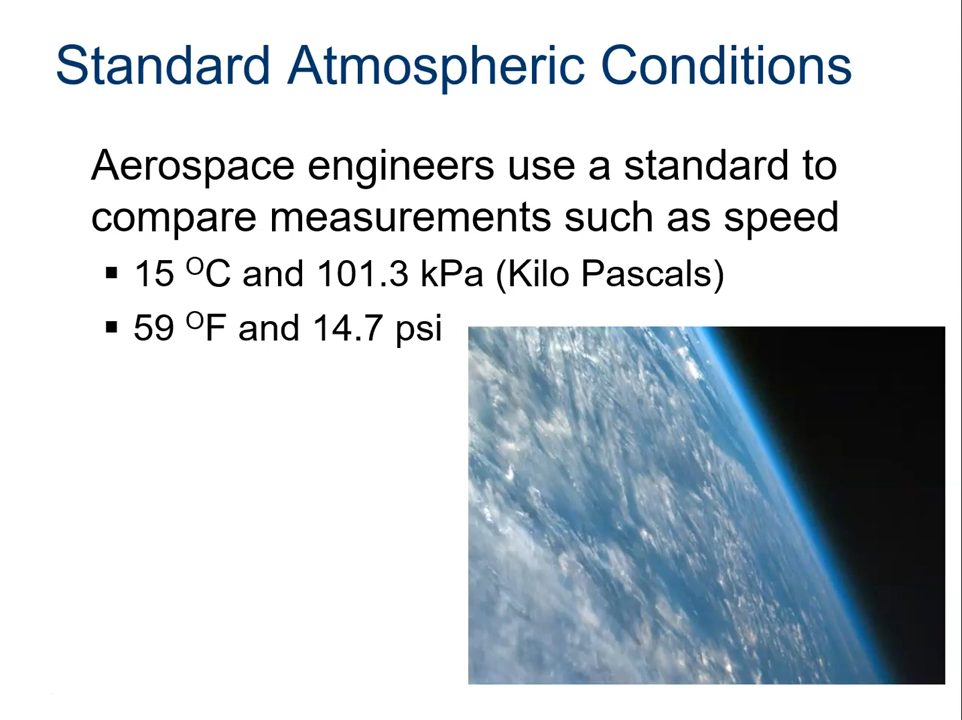 Standard Atmospheric Conditions
Aerospace engineers use a standard to
compare measurements such as speed
▪ 15 ᴼC and 101.3 kPa (Kilo Pascals)
▪ 59 ᴼF and 14.7 psi